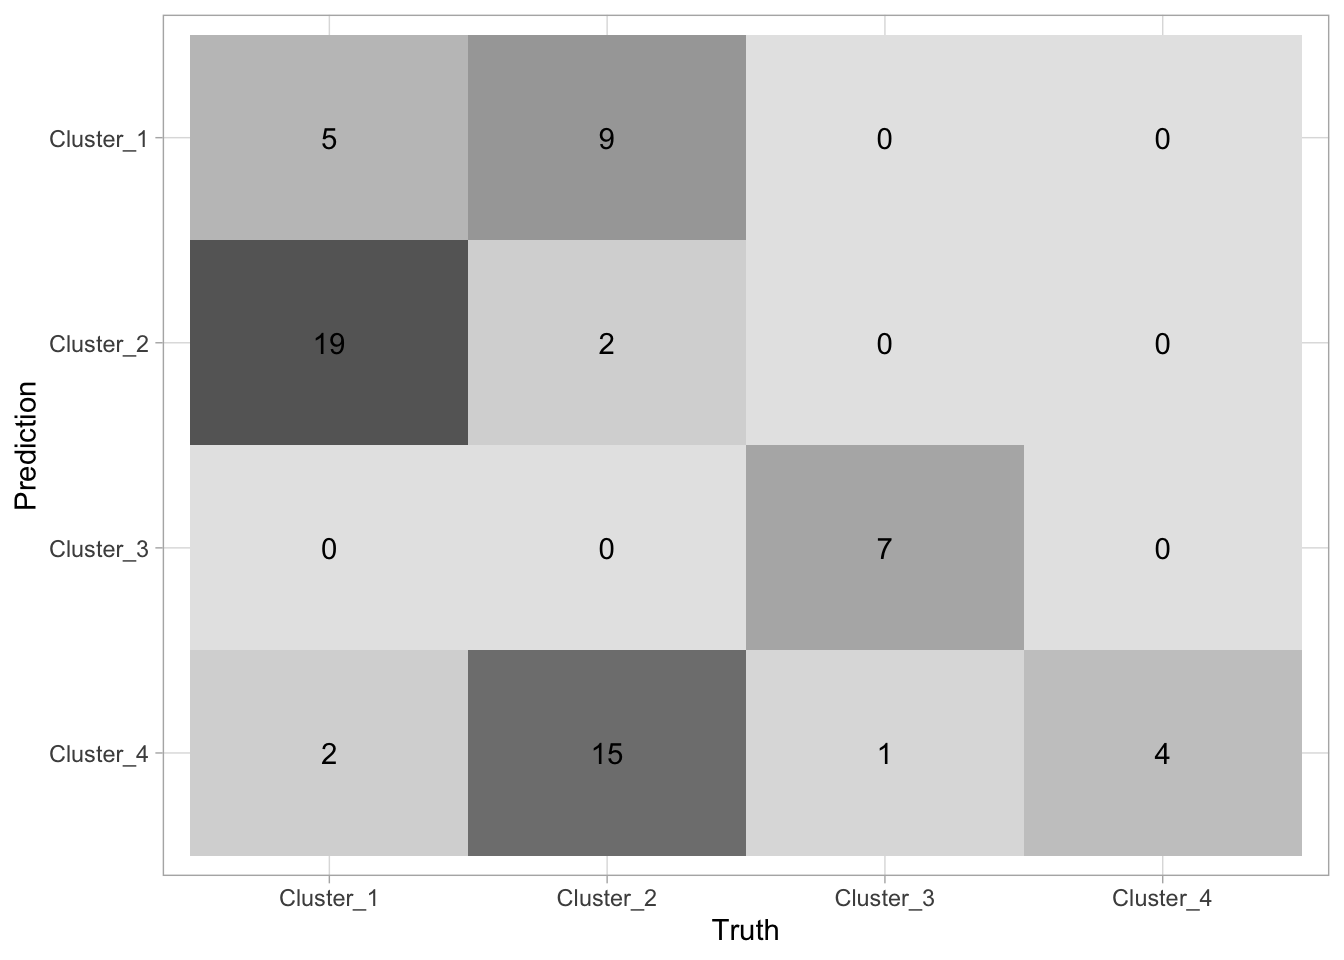 Prediction
Cluster_1 5 9 0 0
Cluster_2 19 2 0 0
Cluster_3 0 0 7 0
Cluster_4 2 15 1 4
Cluster_1 Cluster_2 Cluster_3 Cluster_4
Truth